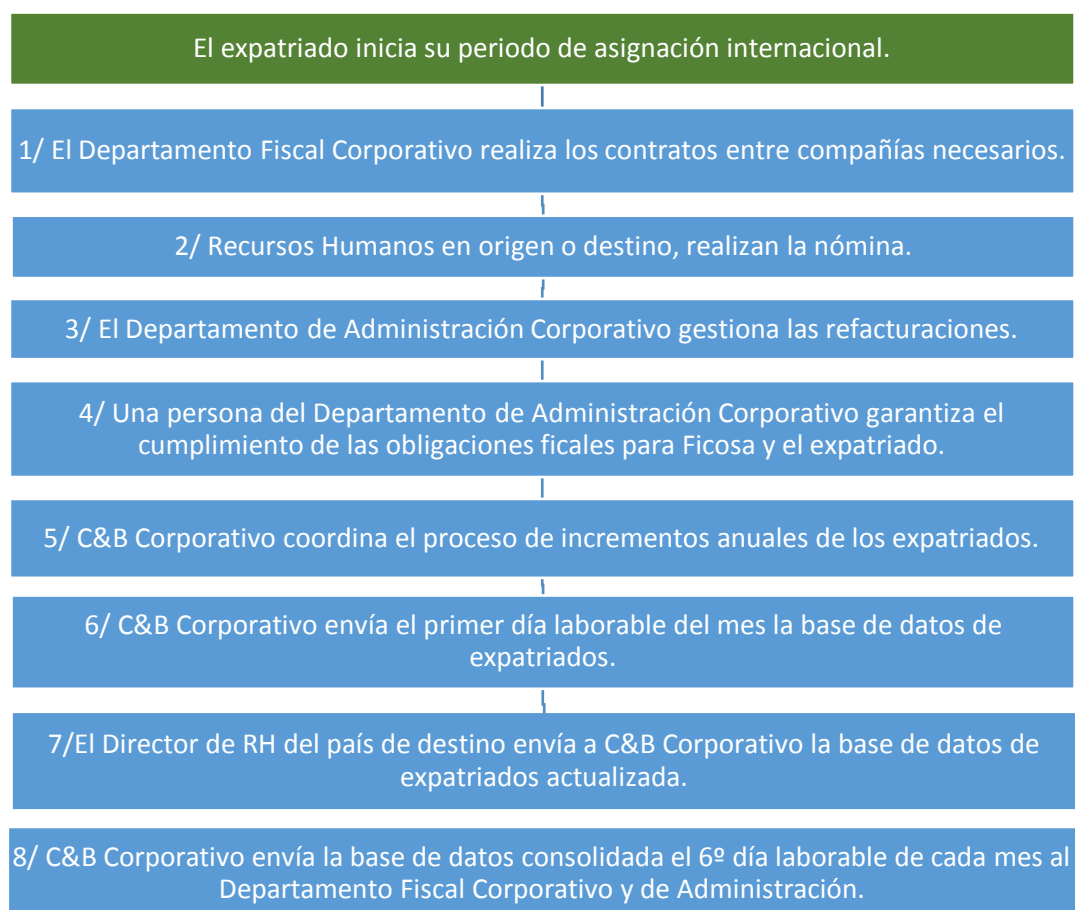 El expatriado inicia su periodo de asignación internacional.
1/ El Departamento Fiscal Corporativo realiza los contratos entre compañías necesarios.
2/ Recursos Humanos en origen o destino, realizan la nómina.
3/ El Departamento de Administración Corporativo gestiona las refacturaciones.
4/ Una persona del Departamento de Administración Corporativo garantiza el
cumplimiento de las obligaciones ficales para Ficosa y el expatriado.
5/ C&B Corporativo coordina el proceso de incrementos anuales de los expatriados.
6/ C&B Corporativo envía el primer día laborable del mes la base de datos de
expatriados.
7/El Director de RH del país de destino envía a C&B Corporativo la base de datos de
expatriados actualizada.
8/ C&B Corporativo envía la base de datos consolidada el 6º día laborable de cada mes al
Departamento Fiscal Corporativo y de Administración.